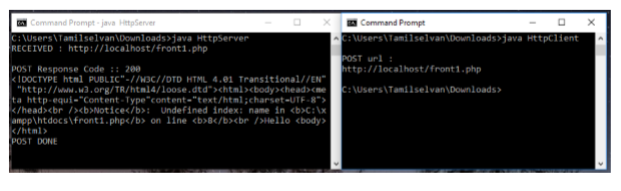 Command Prompt - java HttpServer
C:\Users\Tamilselvan\Downloads>java HttpServer
RECEIVED : http://localhost/front1.php
POST Response Code :: 200
<!DOCTYPE html PUBLIC"-//W3C//DTD HTML 4.01 Transitional//EN"
"http://www.w3.org/TR/html4/loose.dtd"><html><body><head><me
ta http-equi="Content-Type"content="text/html;charset=UTF-8">
</head><br /><b>Notice</b>:  Undefined index: name in <b>C:\x
ampp\htdocs\front1.php</b> on line <b>8</b><br />Hello <body>
</html>
POST DONE
Command Prompt
C:\Users\Tamilselvan\Downloads>java HttpClient
POST url :
http://localhost/front1.php
C:\Users\Tamilselvan\Downloads>